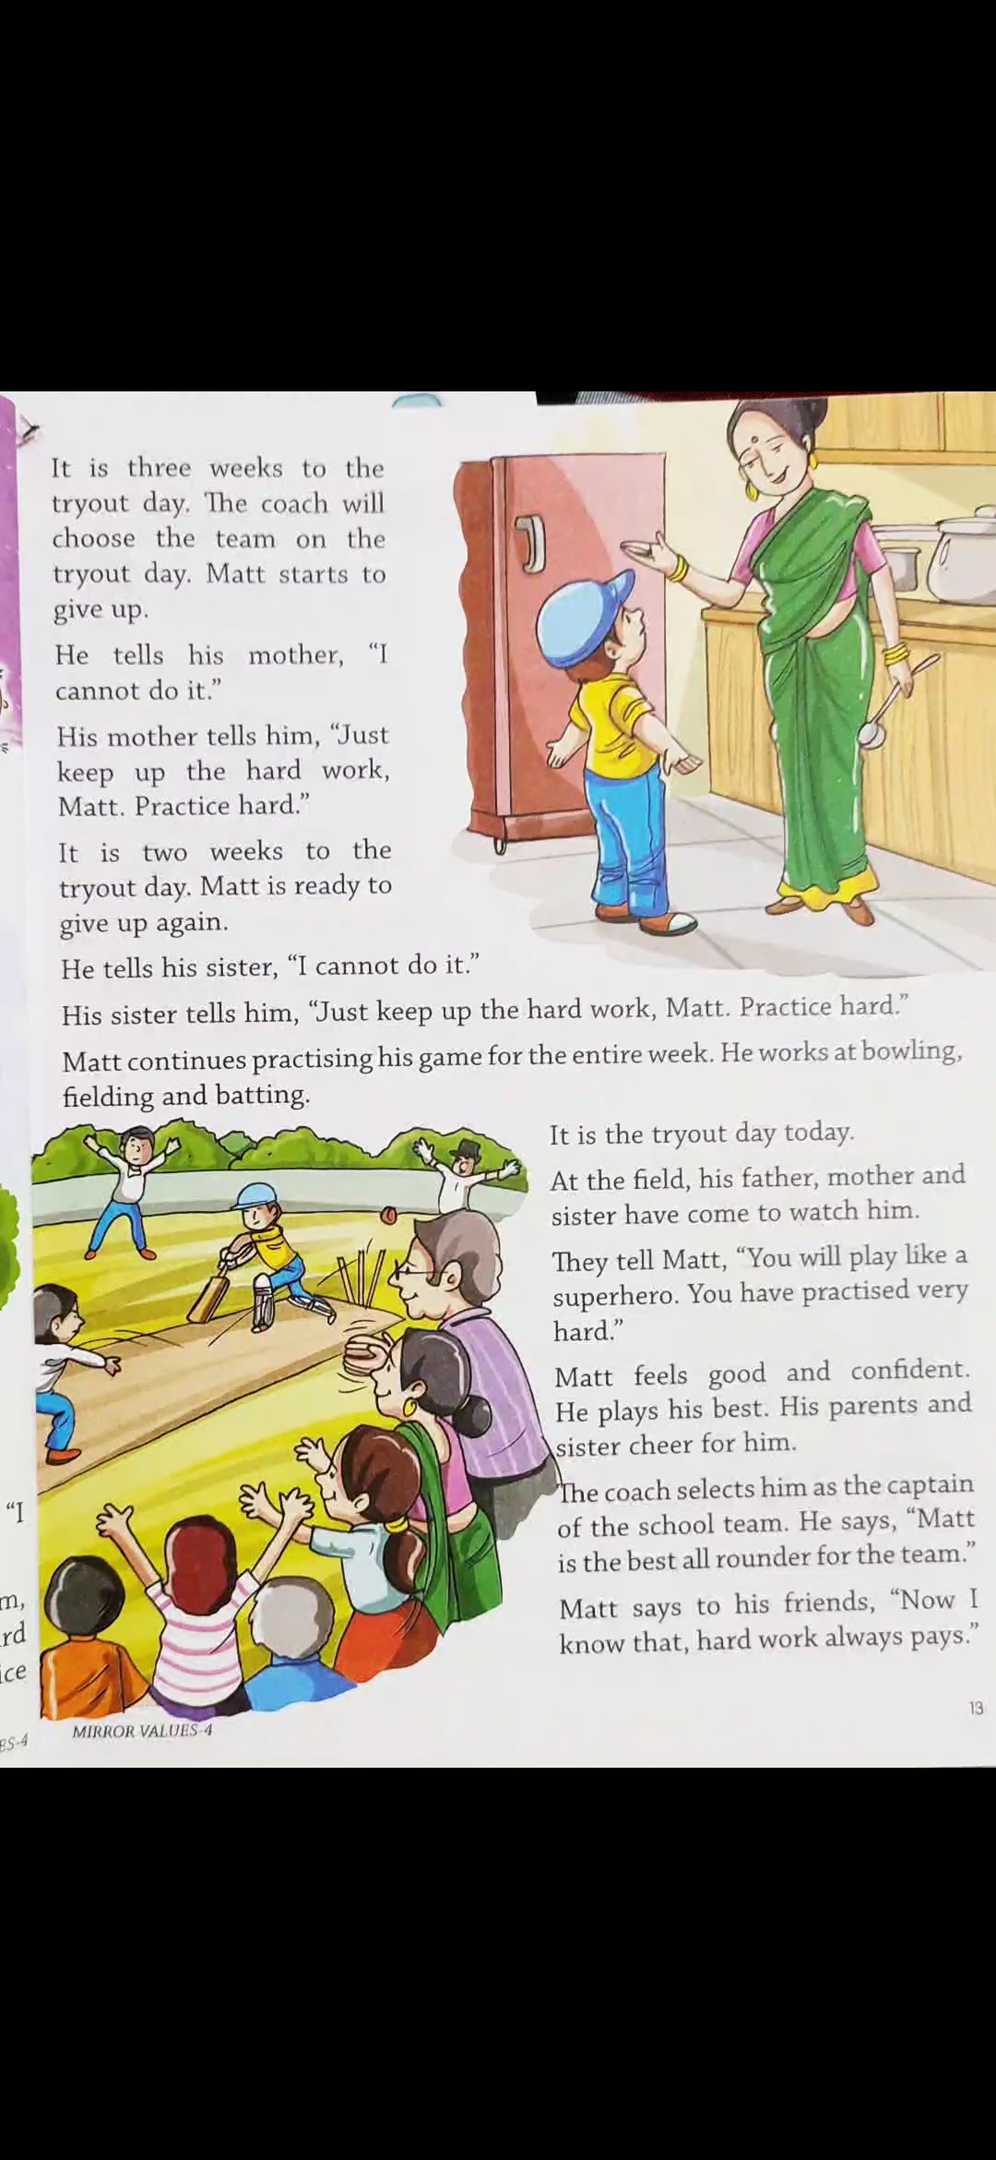 It is three weeks to the
tryout day. The coach will
choose the team on the
tryout day. Matt starts to
give up.
He tells his mother, “I
cannot do it.”
His mother tells him, “Just
keep up the hard work,
Matt. Practice hard.”
It is two weeks to the
tryout day. Matt is ready to
give up again.
He tells his sister, “I cannot do it.”
His sister tells him, “Just keep up the hard work, Matt. Practice hard.”
Matt continues practising his game for the entire week. He works at bowling,
fielding and batting.
It is the tryout day today.
At the field, his father, mother and
sister have come to watch him.
They tell Matt, “You will play like a
superhero. You have practised very
hard.”
Matt feels good and confident.
He plays his best. His parents and
sister cheer for him.
The coach selects him as the captain
of the school team. He says, “Matt
is the best all rounder for the team.”
Matt says to his friends, “Now I
know that, hard work always pays.”
“I
m,
rd
ice
ES-4
MIRROR VALUES-4
13